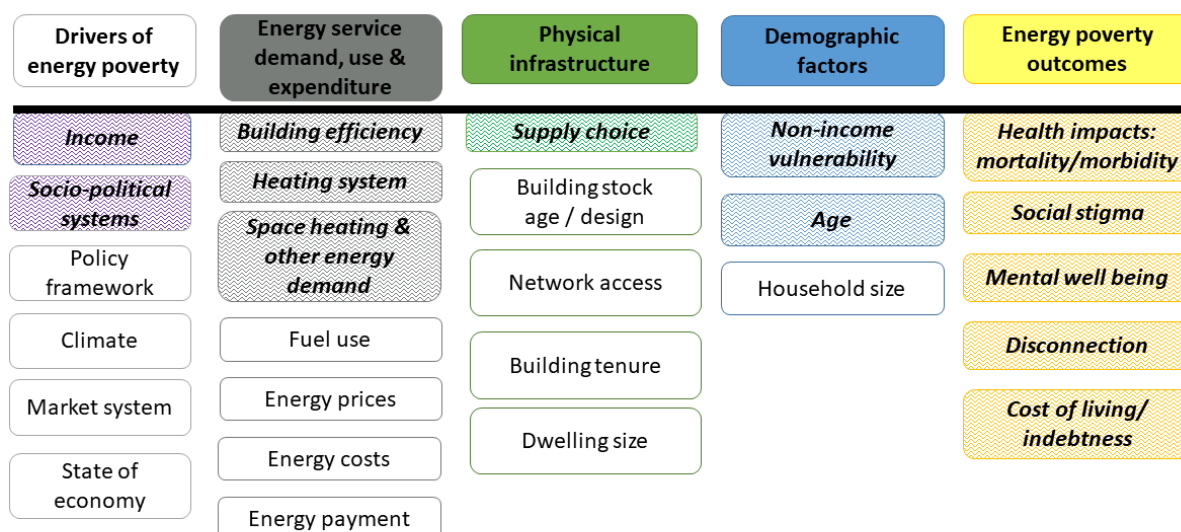 Drivers of
energy poverty
Income
Socio-political
systems
Policy
framework
Climate
Market system
State of
economy
Energy service
demand, use &
expenditure
Building efficiency
Heating system
Space heating &
other energy
demand
Fuel use
Energy prices
Energy costs
Energy payment
Physical
infrastructure
Supply choice
Building stock
age / design
Network access
Building tenure
Dwelling size
Demographic
factors
Non-income
vulnerability
Age
Household size
Energy poverty
outcomes
Health impacts:
mortality/morbidity
Social stigma
Mental well being
Disconnection
Cost of living/
indebtness